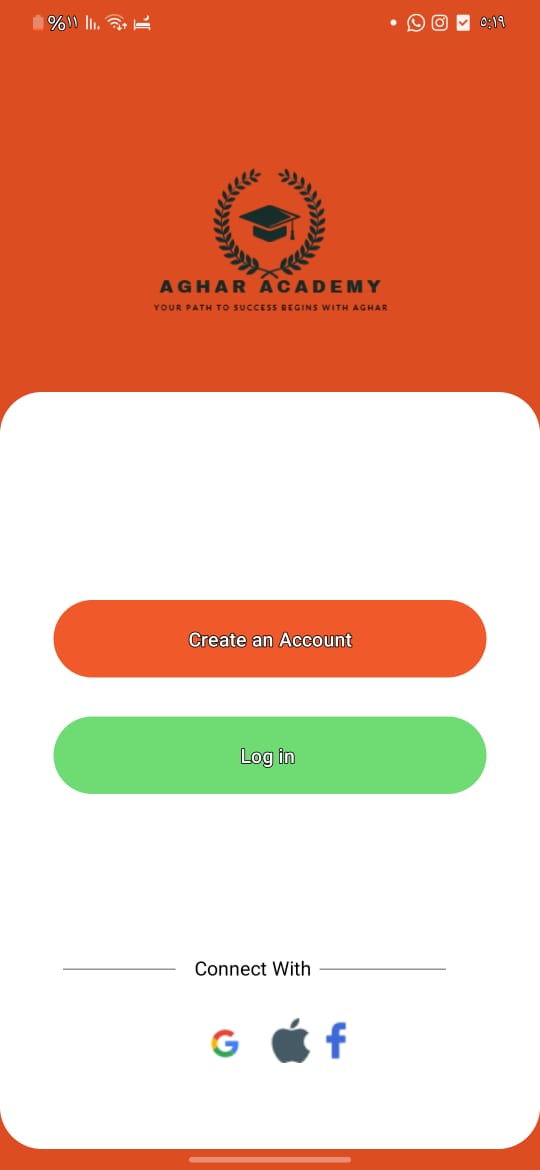 %١١
٥:١٩
AGHAR ACADEMY
YOUR PATH TO SUCCESS BEGINS WITH AGHAR
Create an Account
Log in
Connect With